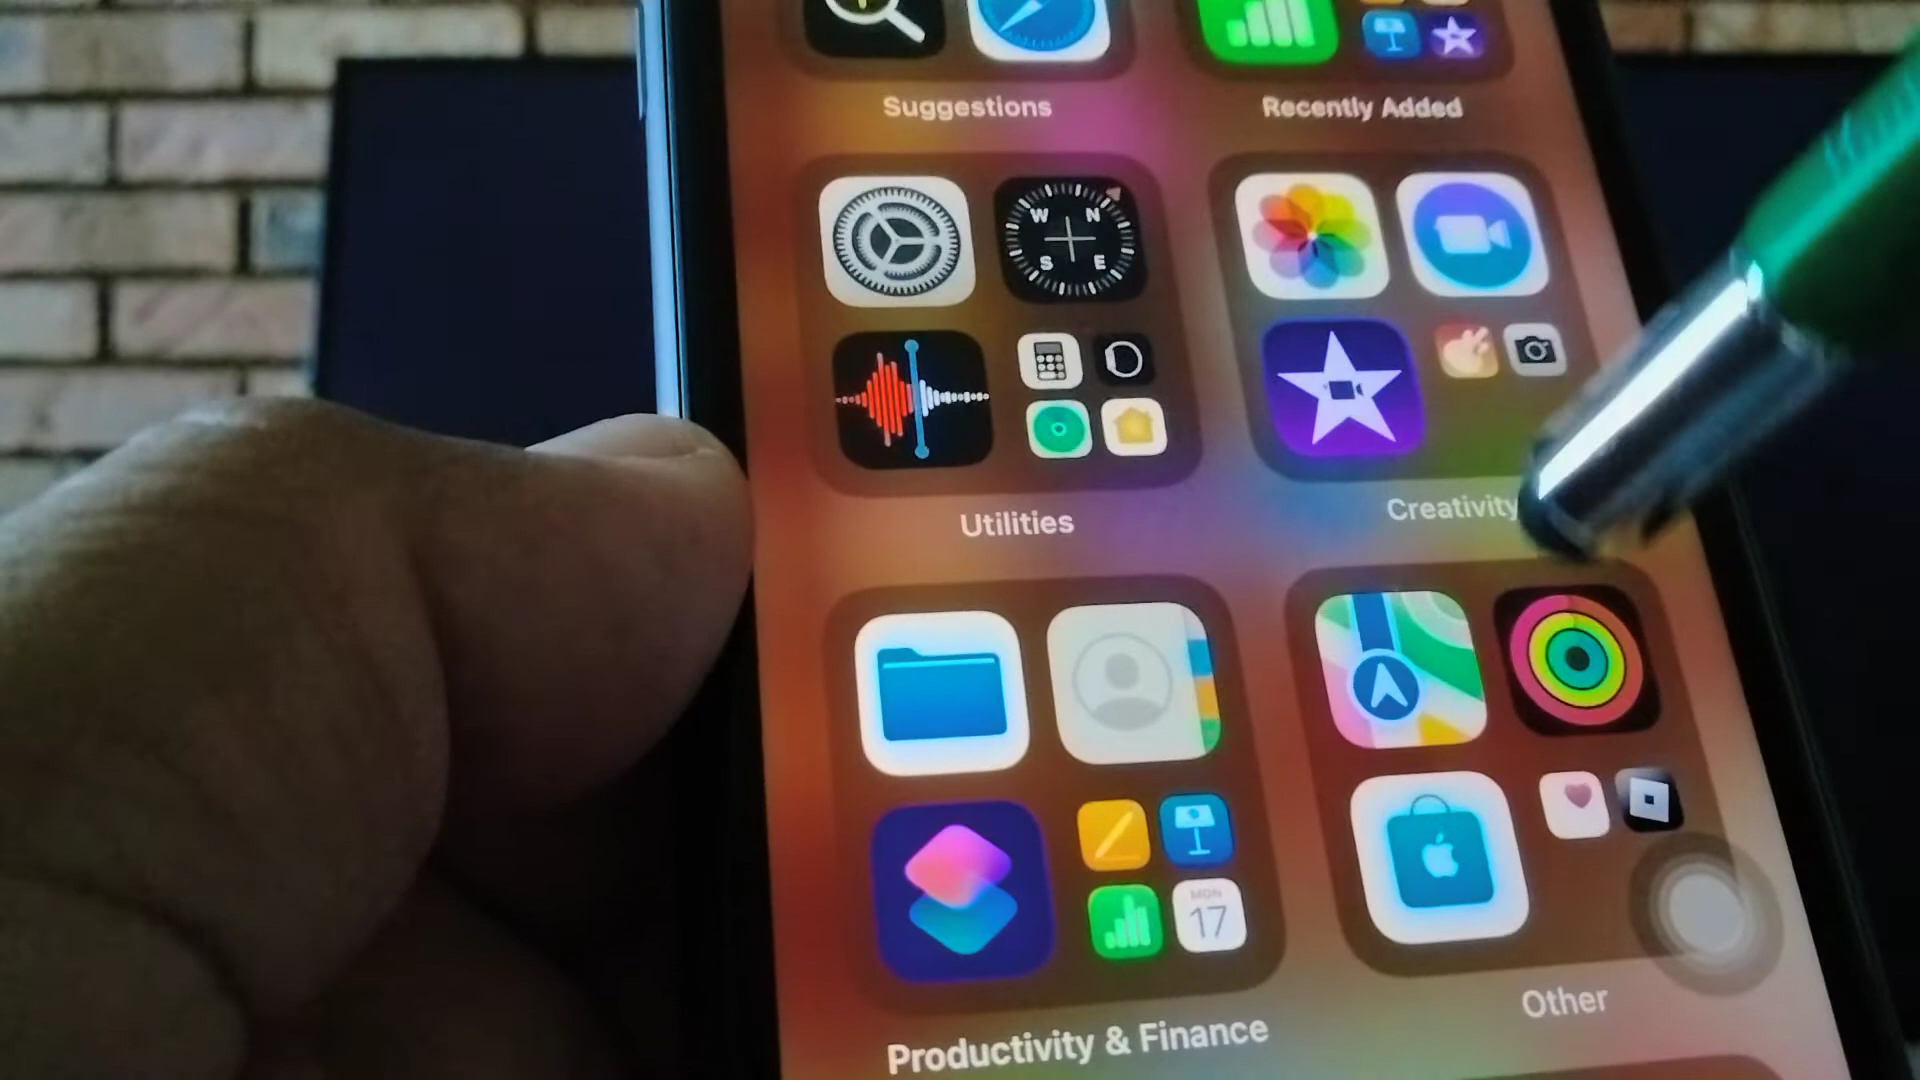 Suggestions
Recently Added
W N
S E
Utilities
Creativity
MON
17
Other
Productivity & Finance